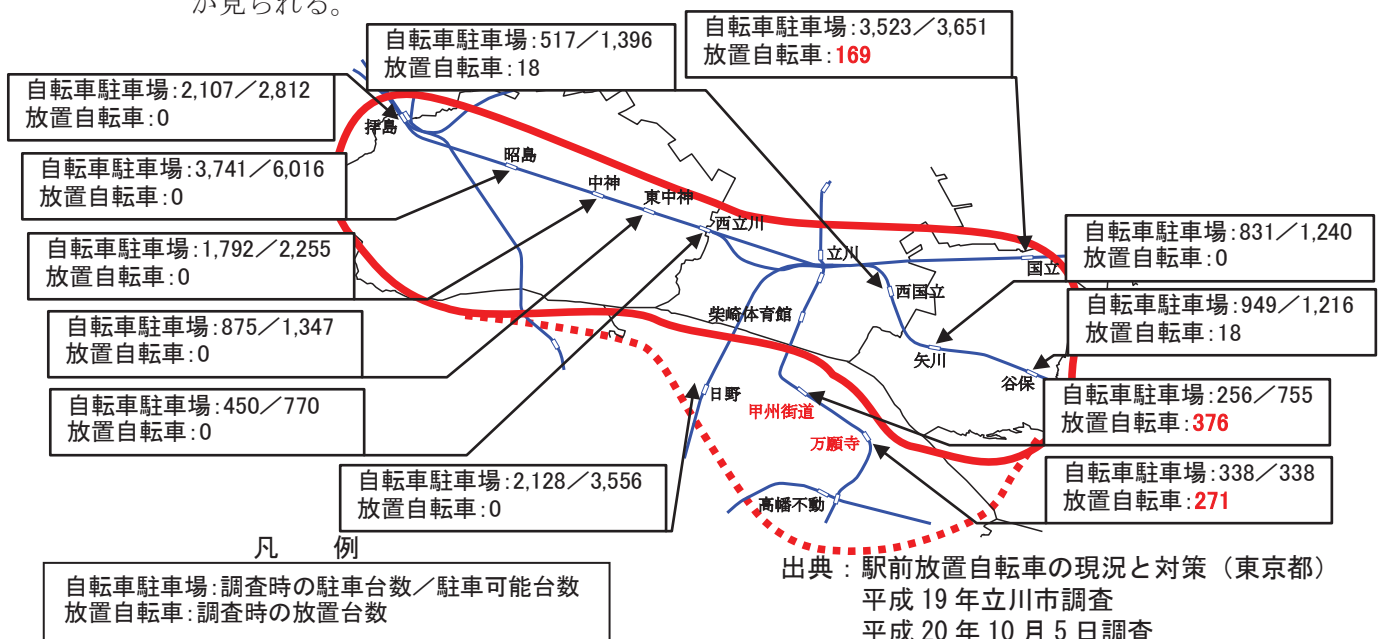 が見られる。
自転車駐車場:517／1,396
放置自転車:18
自転車駐車場:3,523／3,651
放置自転車:169
自転車駐車場:2,107／2,812
放置自転車:0
拝島
自転車駐車場:3,741／6,016
放置自転車:0
昭島
中神
東中神
西立川
自転車駐車場:1,792／2,255
放置自転車:0
立川
国立
自転車駐車場:831／1,240
放置自転車:0
西国立
自転車駐車場:949／1,216
放置自転車:18
柴崎体育館
自転車駐車場:875／1,347
放置自転車:0
矢川
谷保
自転車駐車場:450／770
放置自転車:0
日野
甲州街道
自転車駐車場:256／755
放置自転車:376
万願寺
自転車駐車場:2,128／3,556
放置自転車:0
高幡不動
自転車駐車場:338／338
放置自転車:271
凡　例
自転車駐車場:調査時の駐車台数／駐車可能台数
放置自転車:調査時の放置台数
出典：駅前放置自転車の現況と対策（東京都）
平成 19 年立川市調査
平成 20 年 10 月 5 日調査